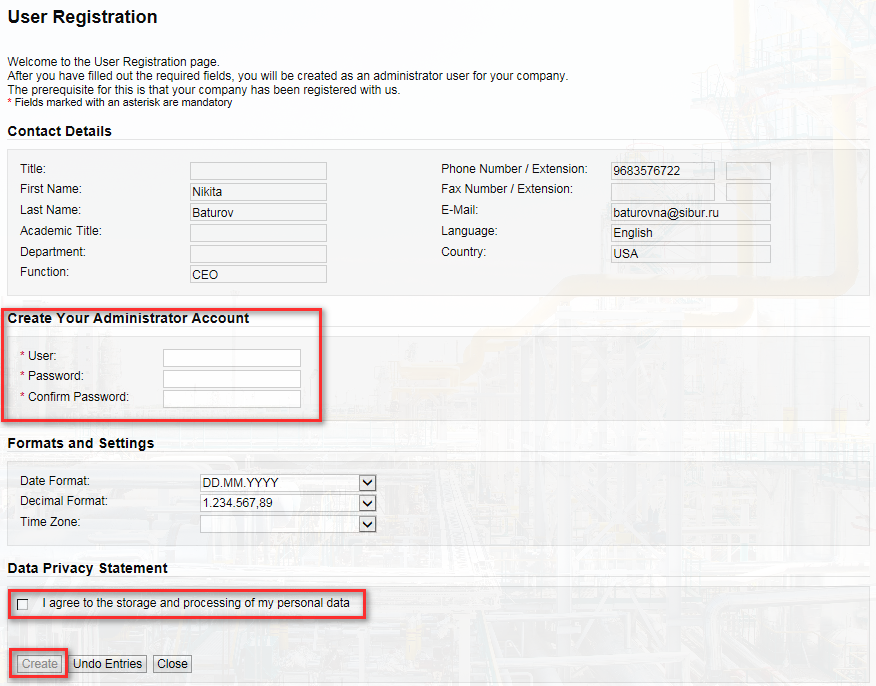 User Registration
Welcome to the User Registration page.
After you have filled out the required fields, you will be created as an administrator user for your company.
The prerequisite for this is that your company has been registered with us.
* Fields marked with an asterisk are mandatory
Contact Details
Title:
First Name: Nikita
Last Name: Baturov
Academic Title:
Department:
Function: CEO
Phone Number / Extension: 9683576722
Fax Number / Extension:
E-Mail: baturovna@sibur.ru
Language: English
Country: USA
Create Your Administrator Account
* User:
* Password:
* Confirm Password:
Formats and Settings
Date Format: DD.MM.YYYY
Decimal Format: 1.234.567,89
Time Zone:
Data Privacy Statement
I agree to the storage and processing of my personal data
Create Undo Entries Close